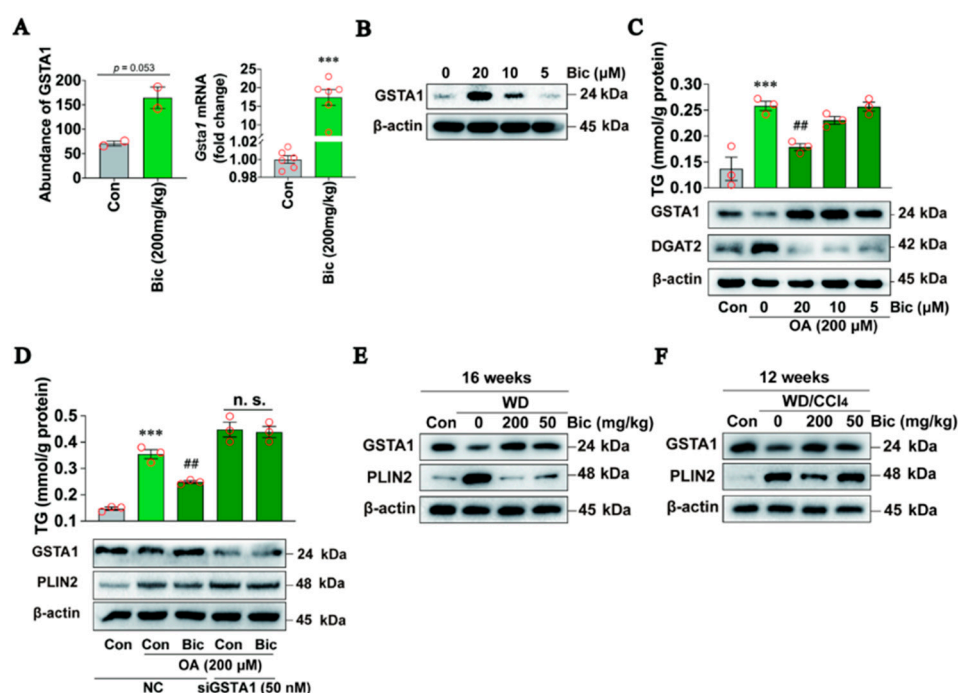 A
Abundance of GSTA1
200
150
100
50
0
p = 0.053
Con
Bic (200mg/kg)
Gsta1 mRNA
(fold change)
25
20
15
10
5
1.02
1.00
0.98
***
Con
Bic (200mg/kg)
B
0 20 10 5 Bic (μM)
GSTA1 24 kDa
β-actin 45 kDa
C
TG (mmol/g protein)
0.30
0.25
0.20
0.15
0.10
***
##
GSTA1 24 kDa
DGAT2 42 kDa
β-actin 45 kDa
Con 0 20 10 5 Bic (μM)
OA (200 μM)
D
TG (mmol/g protein)
0.5
0.4
0.3
0.2
0.1
***
##
n. s.
GSTA1 24 kDa
PLIN2 48 kDa
β-actin 45 kDa
Con Con Bic Con Bic
OA (200 μM)
NC siGSTA1 (50 nM)
E
16 weeks
WD
Con 0 200 50 Bic (mg/kg)
GSTA1 24 kDa
PLIN2 48 kDa
β-actin 45 kDa
F
12 weeks
WD/CCl₄
Con 0 200 50 Bic (mg/kg)
GSTA1 24 kDa
PLIN2 48 kDa
β-actin 45 kDa